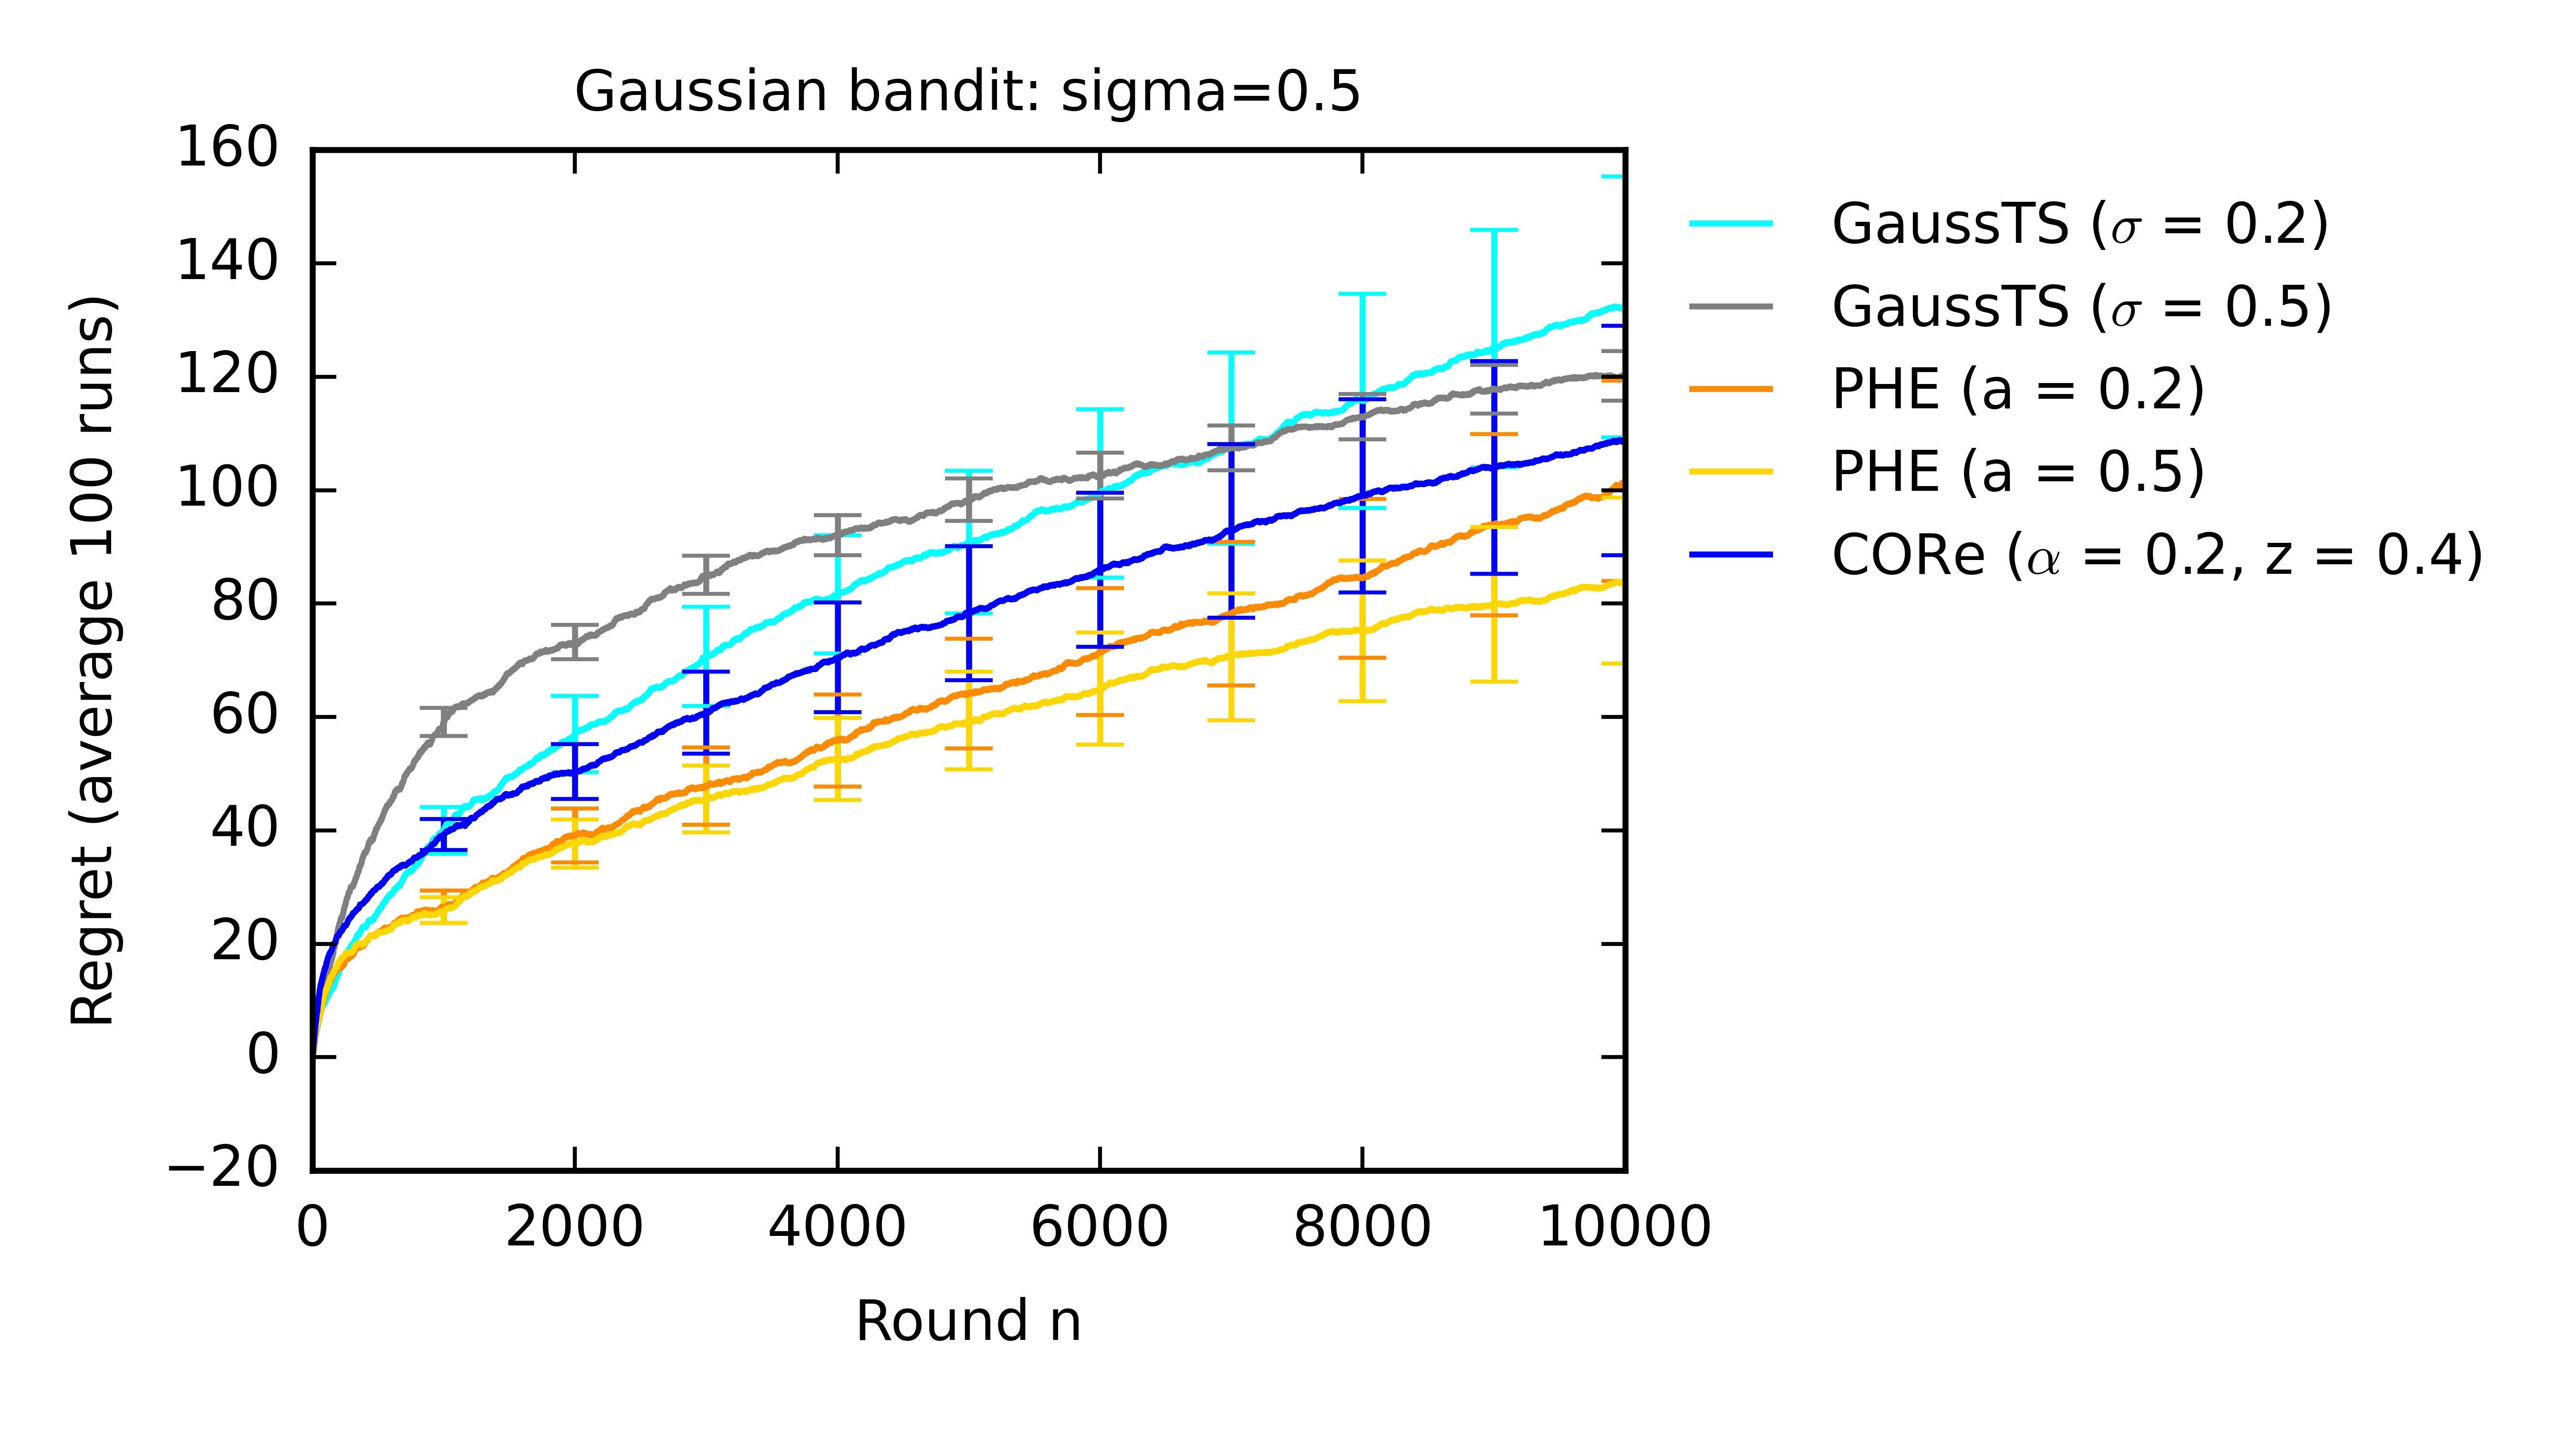 Gaussian bandit: sigma=0.5
160
140
120
100
80
60
40
20
0
−20
Regret (average 100 runs)
0 2000 4000 6000 8000 10000
Round n
GaussTS (σ = 0.2)
GaussTS (σ = 0.5)
PHE (a = 0.2)
PHE (a = 0.5)
CORe (α = 0.2, z = 0.4)